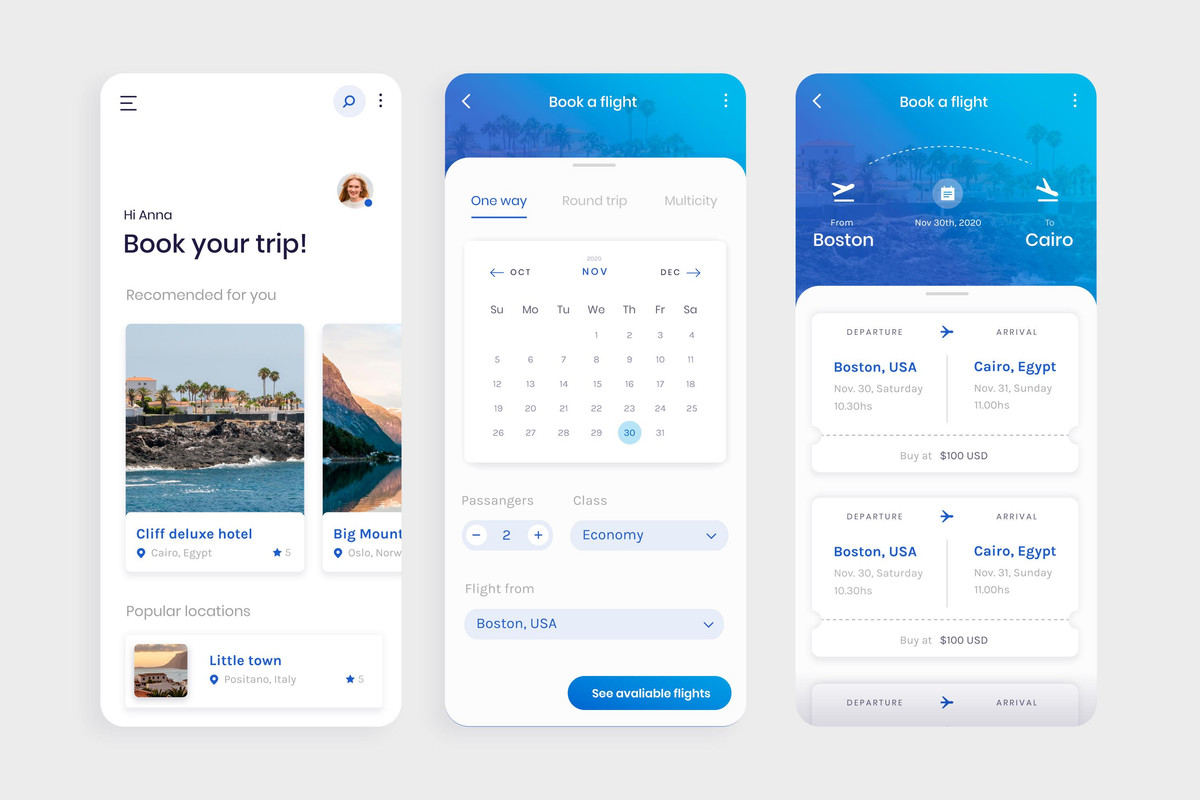 Hi Anna
Book your trip!
Recomended for you
Cliff deluxe hotel
Cairo, Egypt
5
Big Mount
Oslo, Norw
Popular locations
Little town
Positano, Italy
5
Book a flight
One way
Round trip
Multicity
2020
OCT
NOV
DEC
Su Mo Tu We Th Fr Sa
1 2 3 4
5 6 7 8 9 10 11
12 13 14 15 16 17 18
19 20 21 22 23 24 25
26 27 28 29 30 31
Passangers
Class
2
Economy
Flight from
Boston, USA
See avaliable flights
Book a flight
From
Boston
Nov 30th, 2020
To
Cairo
DEPARTURE
ARRIVAL
Boston, USA
Cairo, Egypt
Nov. 30, Saturday
Nov. 31, Sunday
10.30hs
11.00hs
Buy at $100 USD
DEPARTURE
ARRIVAL
Boston, USA
Cairo, Egypt
Nov. 30, Saturday
Nov. 31, Sunday
10.30hs
11.00hs
Buy at $100 USD
DEPARTURE
ARRIVAL